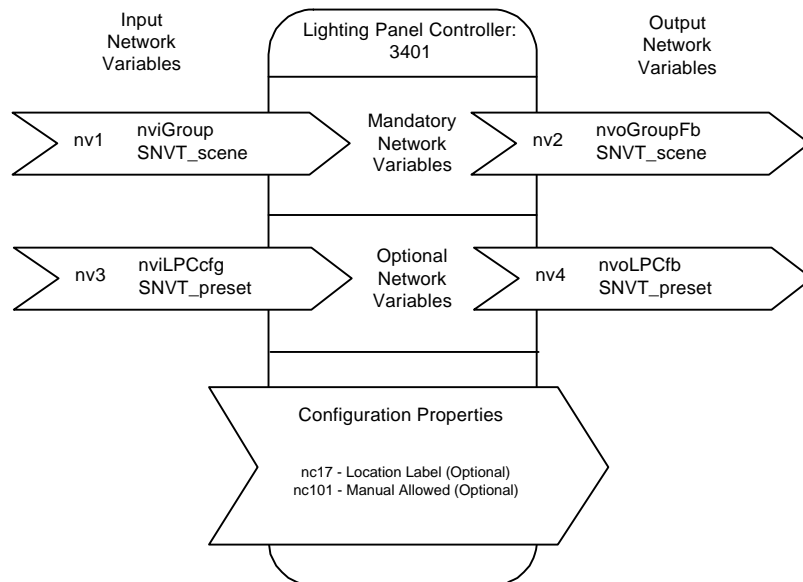 Input
Network
Variables
Lighting Panel Controller:
3401
Output
Network
Variables
nv1
nviGroup
SNVT_scene
Mandatory
Network
Variables
nv2
nvoGroupFb
SNVT_scene
nv3
nviLPCcfg
SNVT_preset
Optional
Network
Variables
nv4
nvoLPCfb
SNVT_preset
Configuration Properties
nc17 - Location Label (Optional)
nc101 - Manual Allowed (Optional)